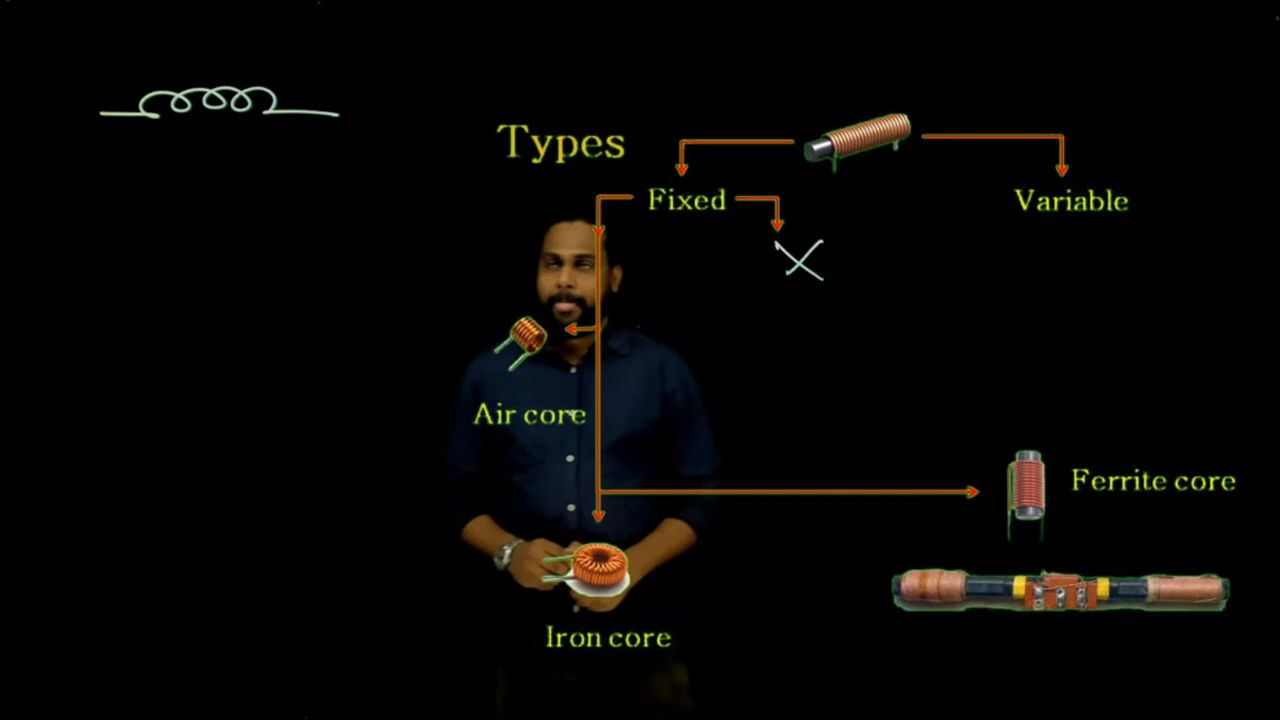 Types
Fixed
Variable
Air core
Ferrite core
Iron core